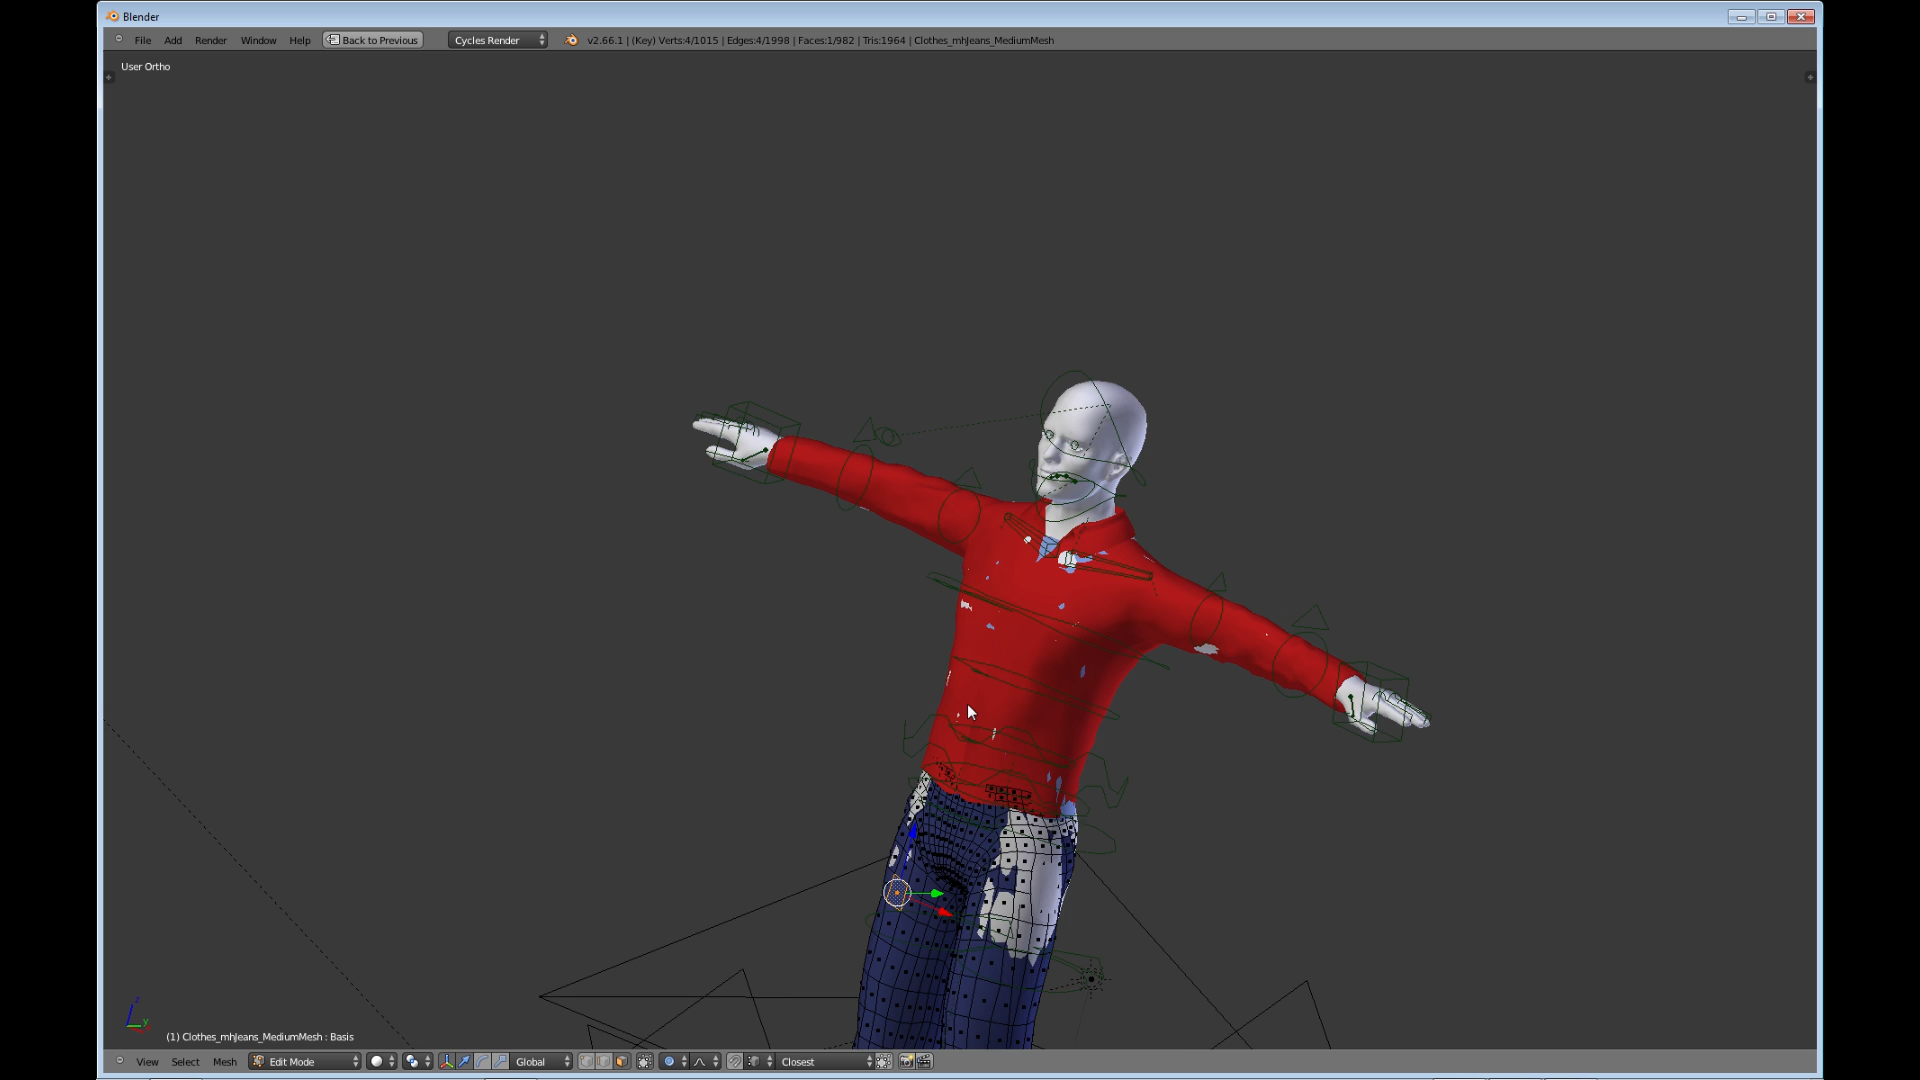 Blender
File Add Render Window Help Back to Previous Cycles Render v2.66.1 | (Key) Verts:4/1015 | Edges:4/1998 | Faces:1/982 | Tris:1964 | Clothes_mhJeans_MediumMesh
User Ortho
z
y
(1) Clothes_mhJeans_MediumMesh : Basis
View Select Mesh Edit Mode Global Closest